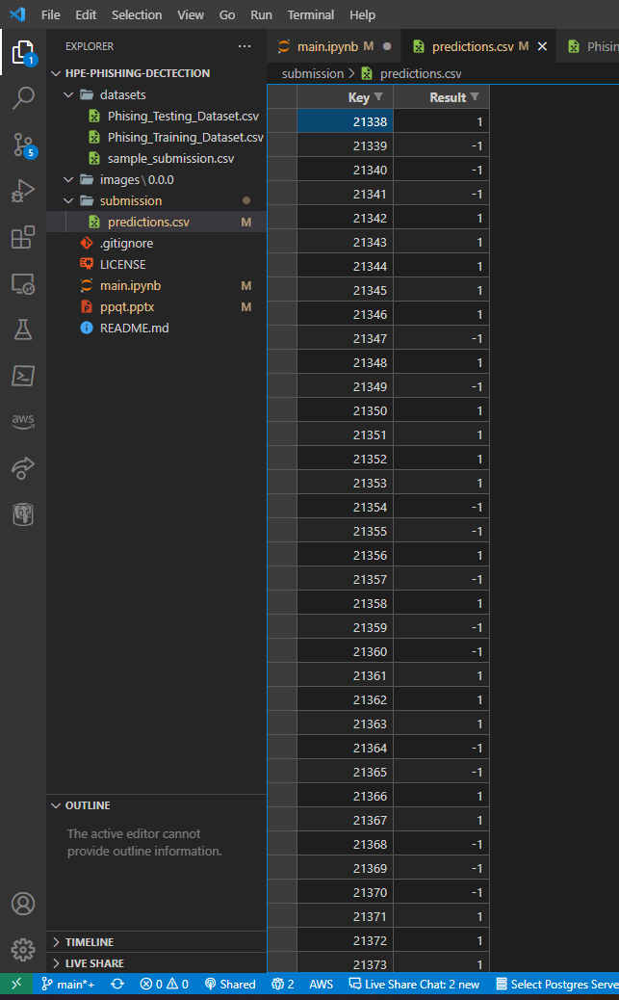 File Edit Selection View Go Run Terminal Help
EXPLORER ...
main.ipynb M
predictions.csv M
Phisin
HPE-PHISHING-DECTECTION
submission > predictions.csv
datasets
Phising_Testing_Dataset.csv
Phising_Training_Dataset.csv
sample_submission.csv
images\0.0.0
submission
predictions.csv M
.gitignore
LICENSE
main.ipynb M
ppqt.pptx M
README.md
1
5
aws
Key Result
21338 1
21339 -1
21340 -1
21341 -1
21342 1
21343 1
21344 1
21345 1
21346 1
21347 -1
21348 1
21349 -1
21350 1
21351 1
21352 1
21353 1
21354 -1
21355 -1
21356 1
21357 -1
21358 1
21359 -1
21360 -1
21361 1
21362 1
21363 1
21364 -1
21365 -1
21366 1
21367 1
21368 -1
21369 -1
21370 -1
21371 1
21372 1
21373 1
OUTLINE
The active editor cannot
provide outline information.
TIMELINE
LIVE SHARE
main*+ 0 0 Shared 2 AWS Live Share Chat: 2 new Select Postgres Serve